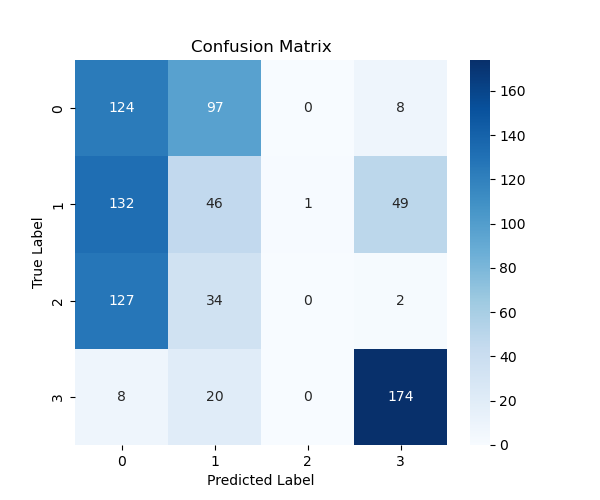 Confusion Matrix
True Label
0 124 97 0 8
1 132 46 1 49
2 127 34 0 2
3 8 20 0 174
0 1 2 3
Predicted Label
160
140
120
100
80
60
40
20
0